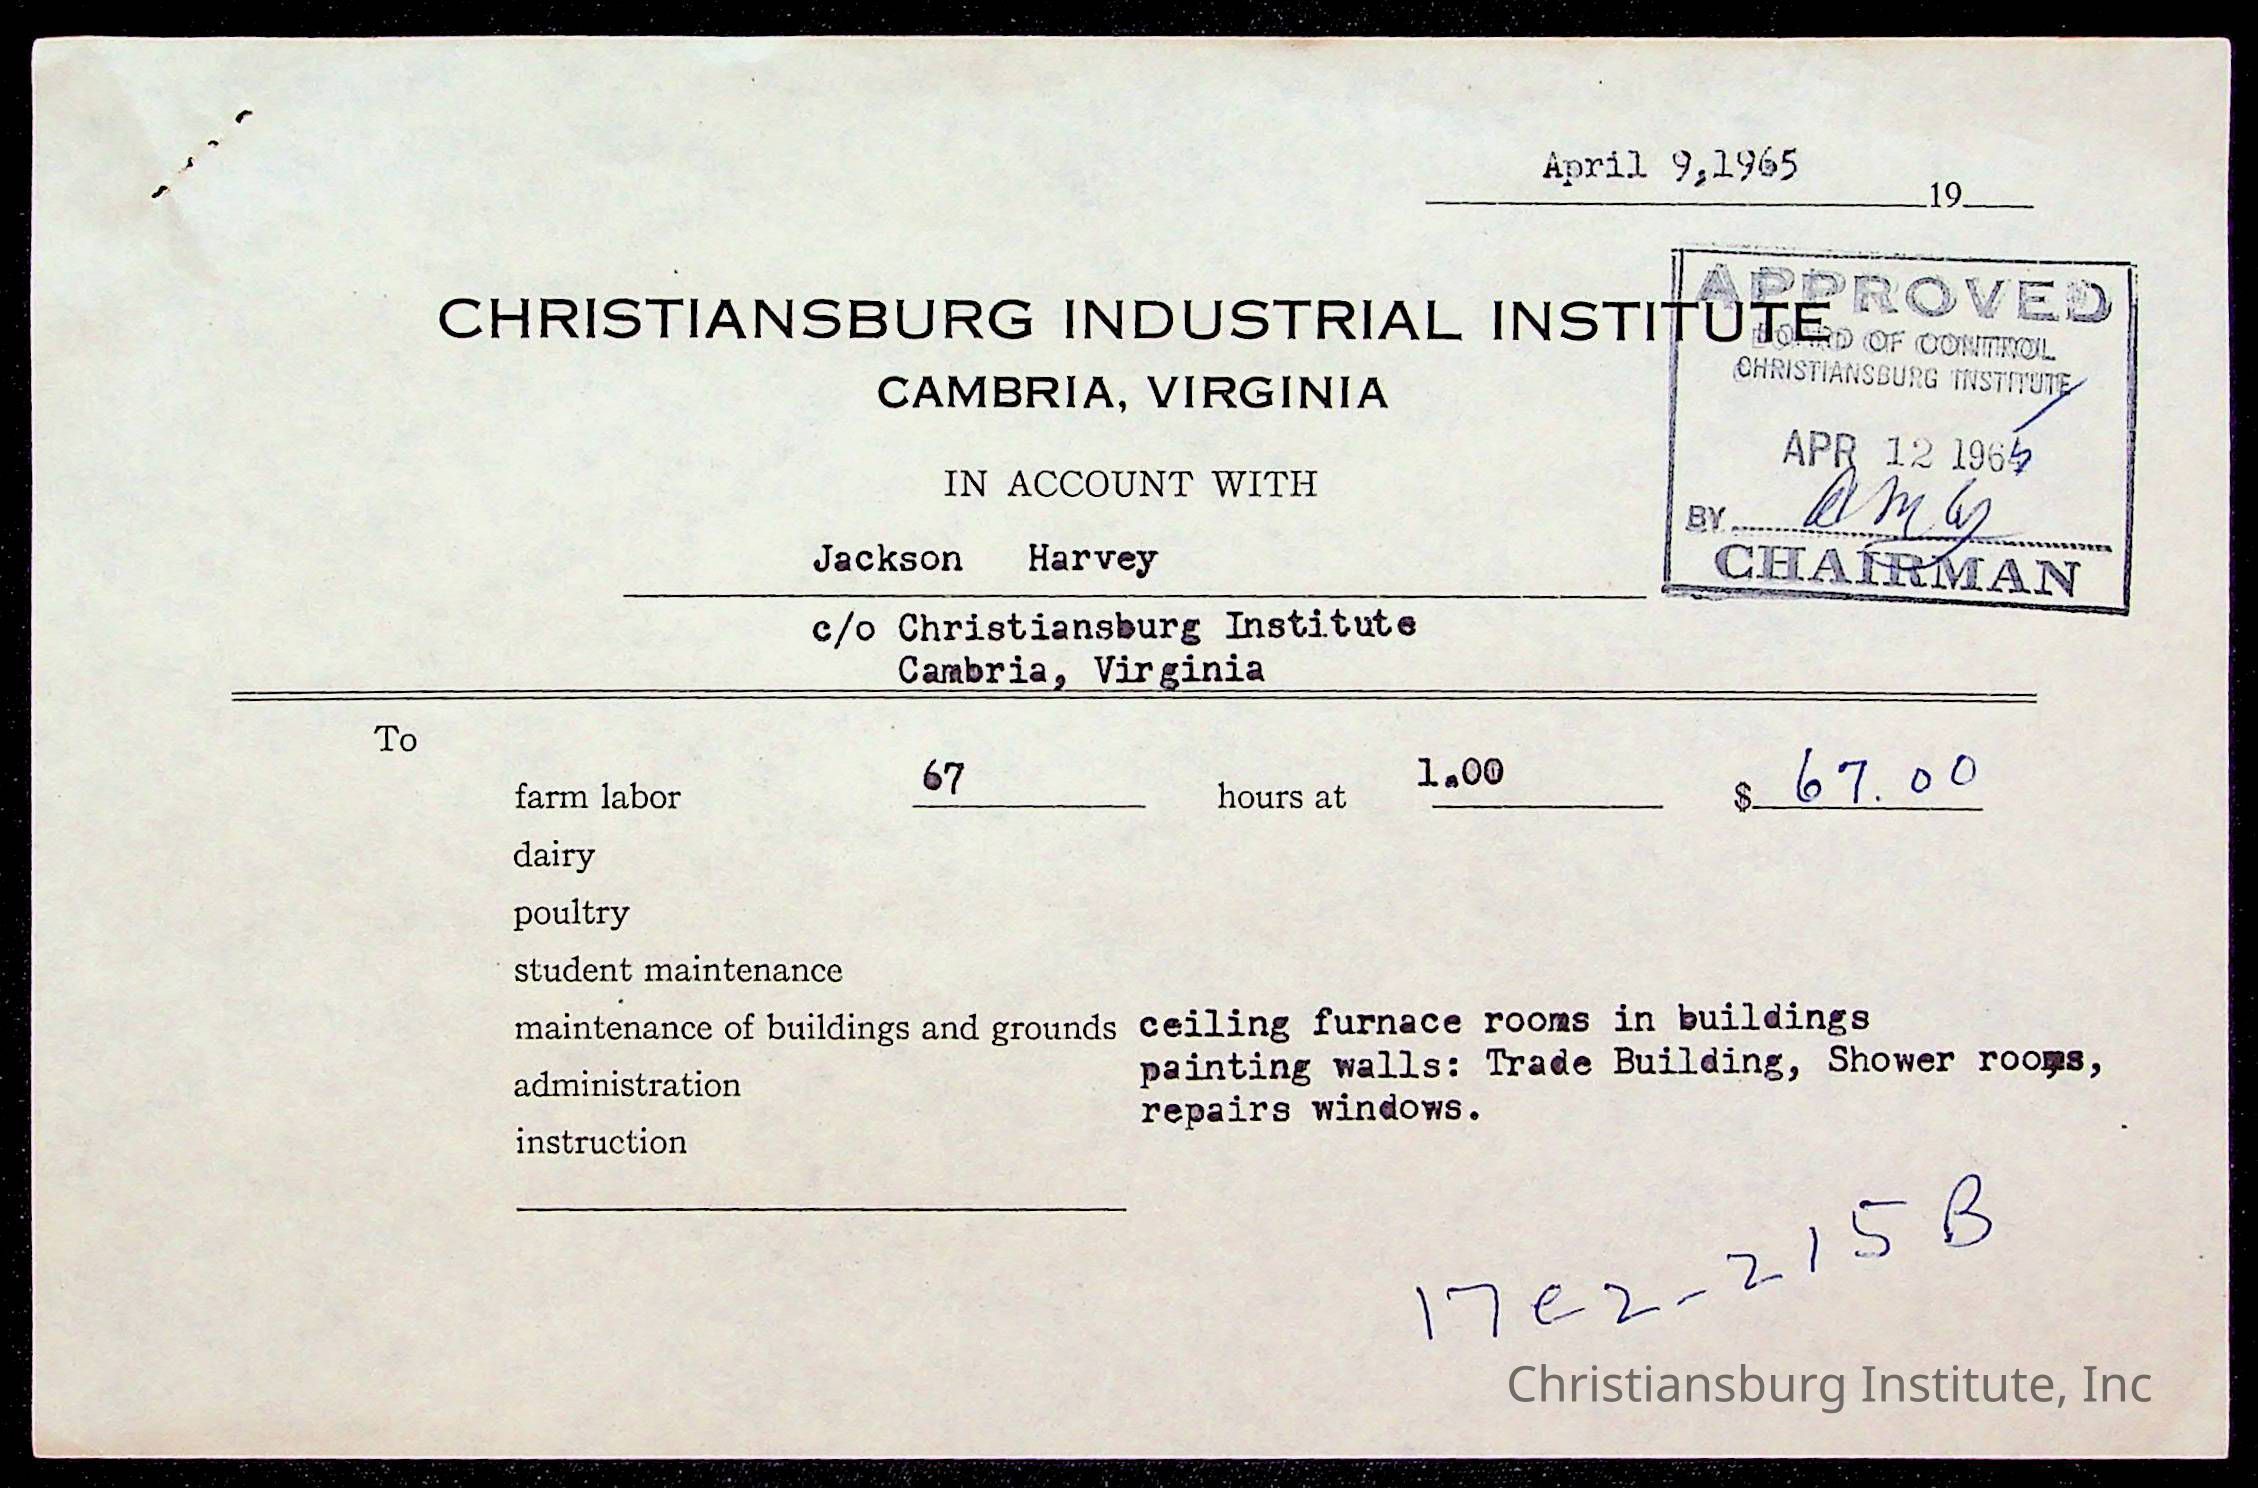 April 9,1965
19
CHRISTIANSBURG INDUSTRIAL INSTITUTE
CAMBRIA, VIRGINIA
APPROVED
BOARD OF CONTROL
CHRISTIANSBURG INSTITUTE
APR 12 1965
BY
CHAIRMAN
IN ACCOUNT WITH
Jackson Harvey
c/o Christiansburg Institute
Cambria, Virginia
To
farm labor 67 hours at 1.00 $ 67.00
dairy
poultry
student maintenance
maintenance of buildings and grounds ceiling furnace rooms in buildings
painting walls: Trade Building, Shower rooms,
administration
repairs windows.
instruction
17e2-215B
Christiansburg Institute, Inc